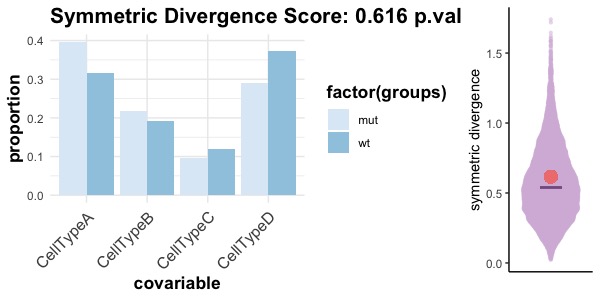 Symmetric Divergence Score: 0.616 p.val
proportion
0.4
0.3
0.2
0.1
0.0
CellTypeA
CellTypeB
CellTypeC
CellTypeD
covariable
factor(groups)
mut
wt
symmetric divergence
1.5
1.0
0.5
0.0